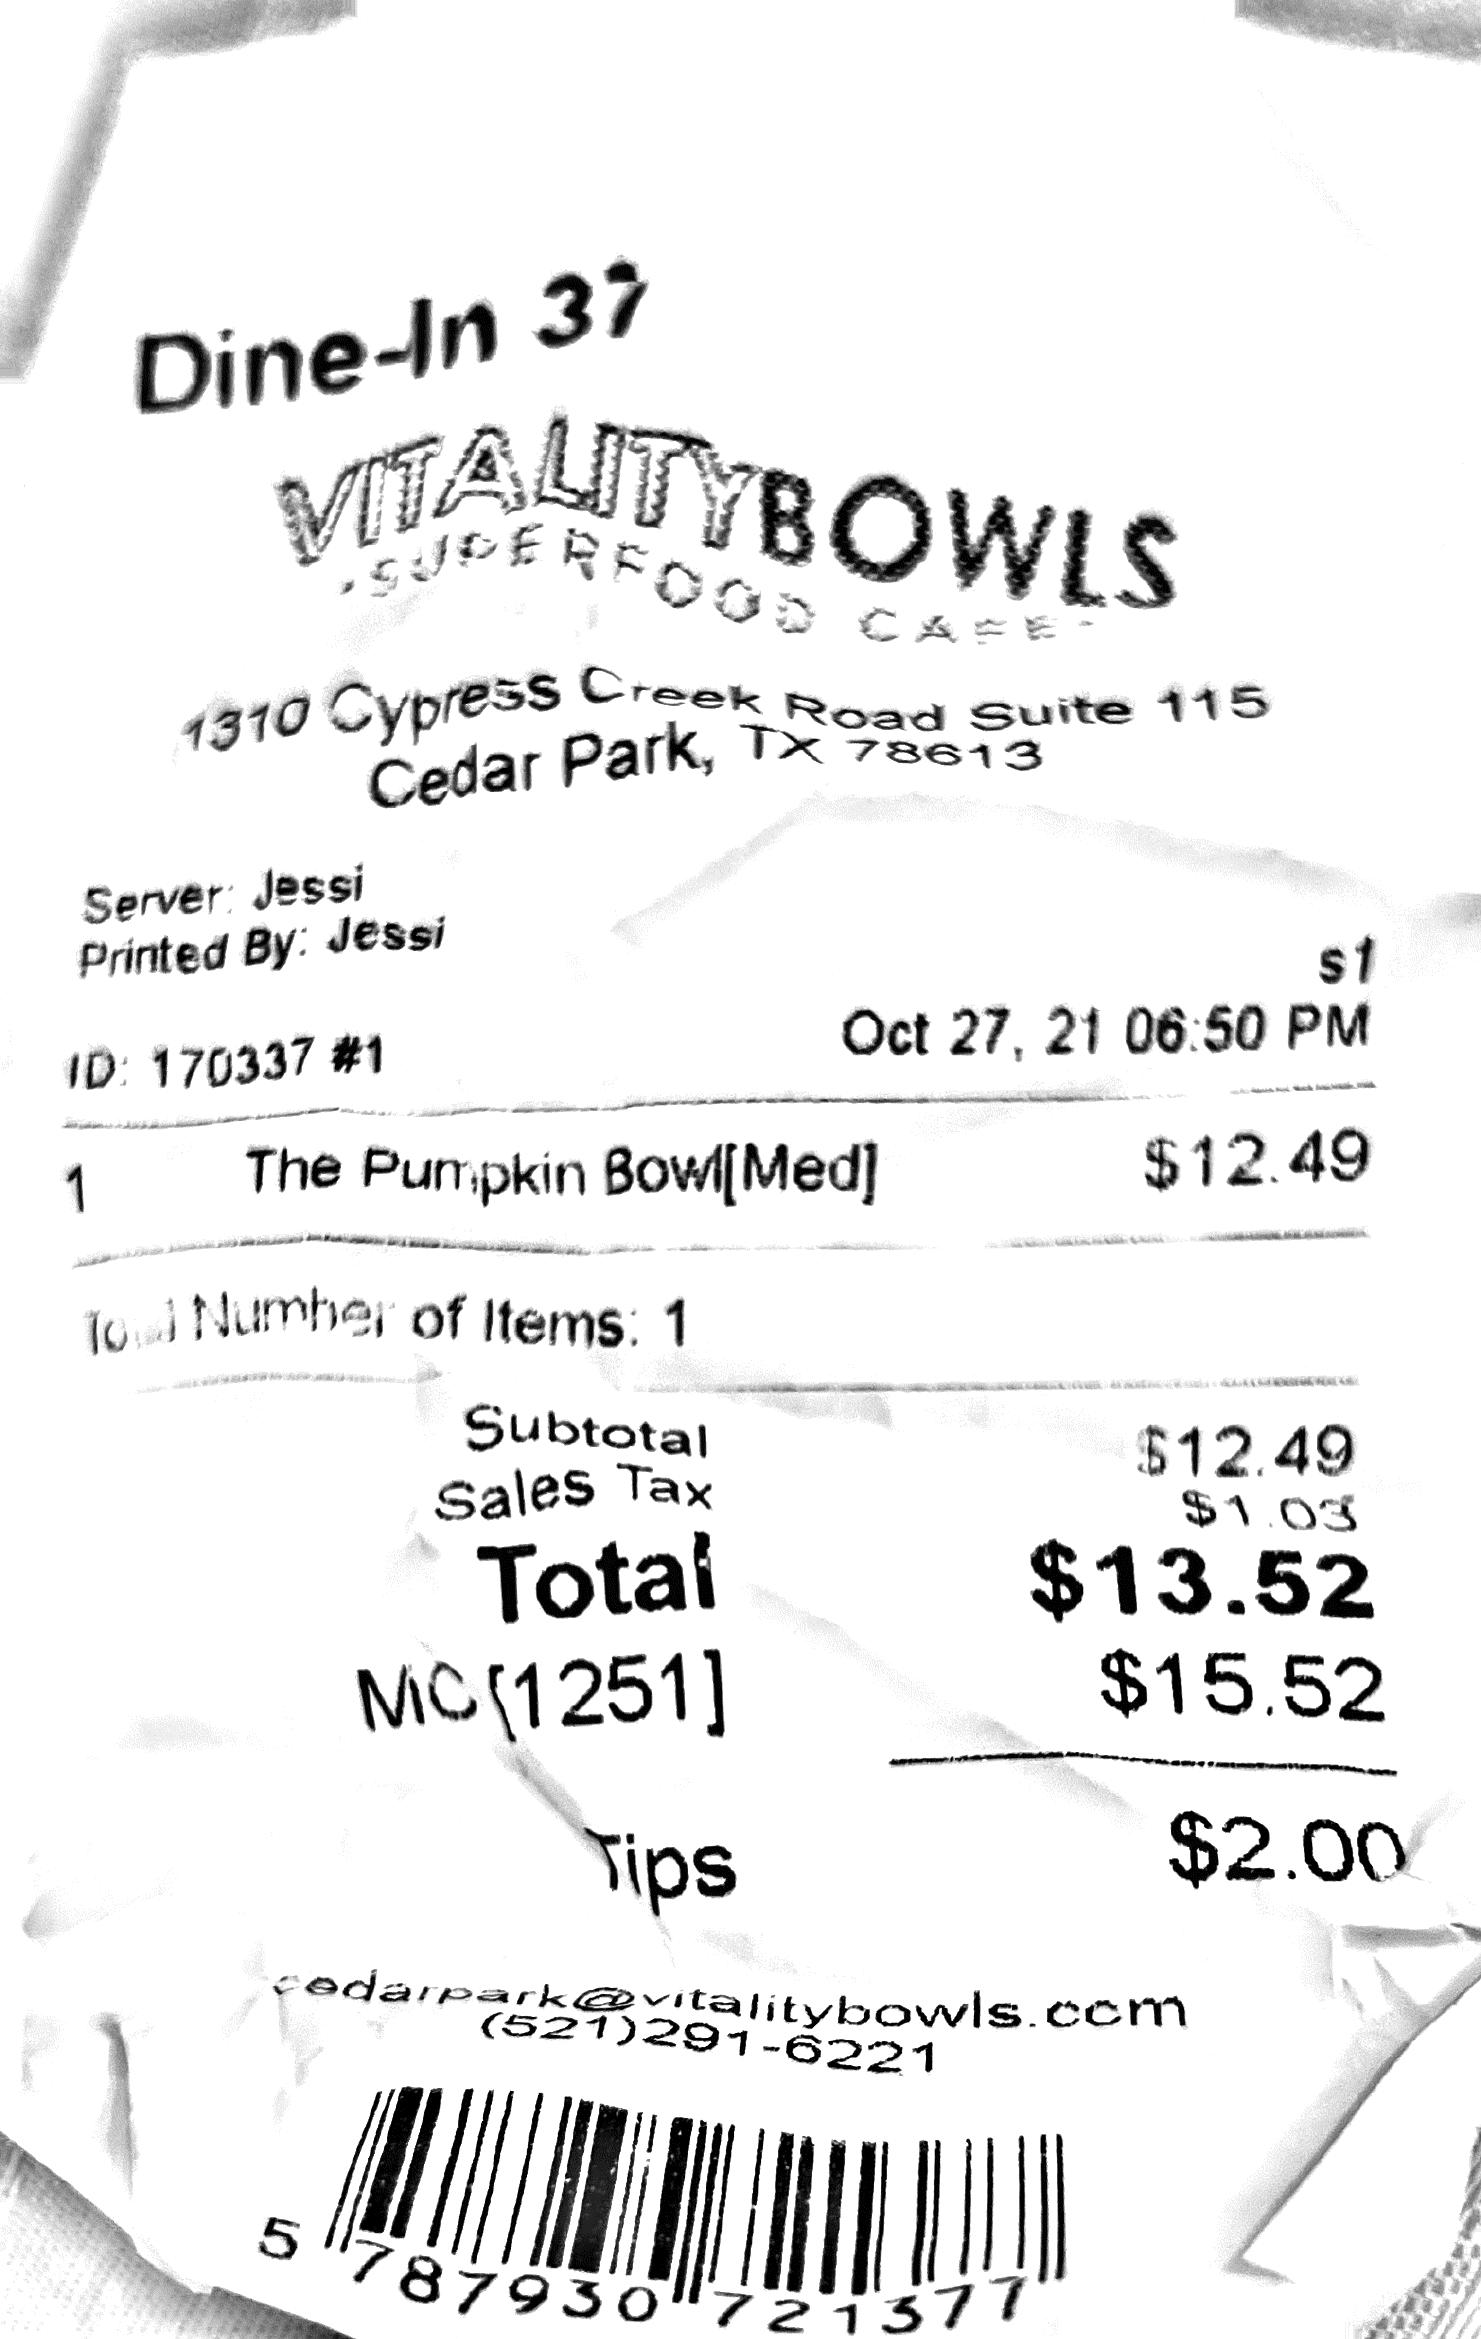 Dine-In 37
VITALITYBOWLS
·SUPERFOOD CAFE·
1310 Cypress Creek Road Suite 115
Cedar Park, TX 78613
Server: Jessi
Printed By: Jessi
s1
ID: 170337 #1 Oct 27, 21 06:50 PM
1 The Pumpkin Bowl[Med] $12.49
Total Number of Items: 1
Subtotal $12.49
Sales Tax $1.03
Total $13.52
MC [1251] $15.52
Tips $2.00
cedarpark@vitalitybowls.com
(521)291-6221
5 787930 721377